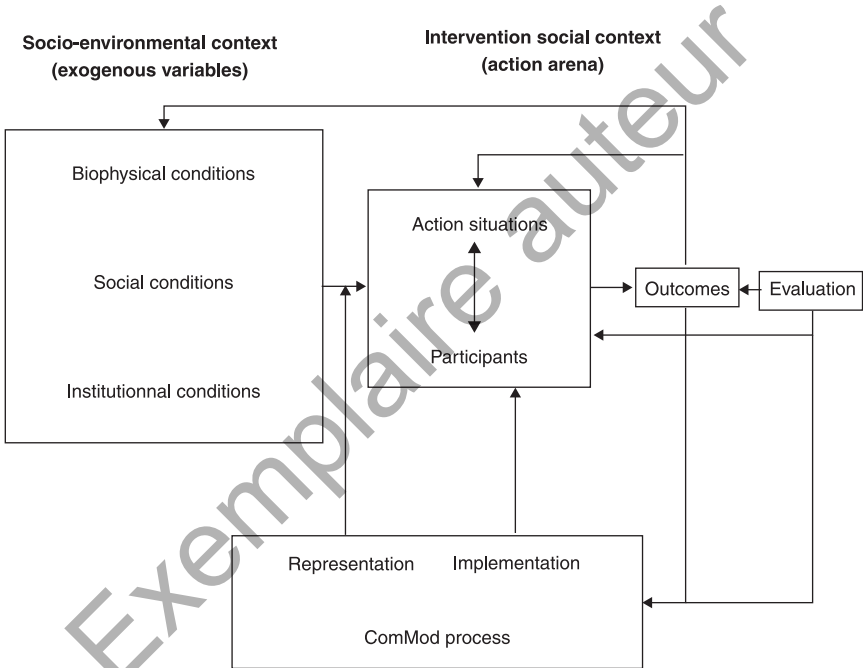 Socio-environmental context
(exogenous variables)
Intervention social context
(action arena)
Biophysical conditions
Social conditions
Institutionnal conditions
Action situations
Participants
Outcomes
Evaluation
Representation
Implementation
ComMod process
Exemplaire auteur